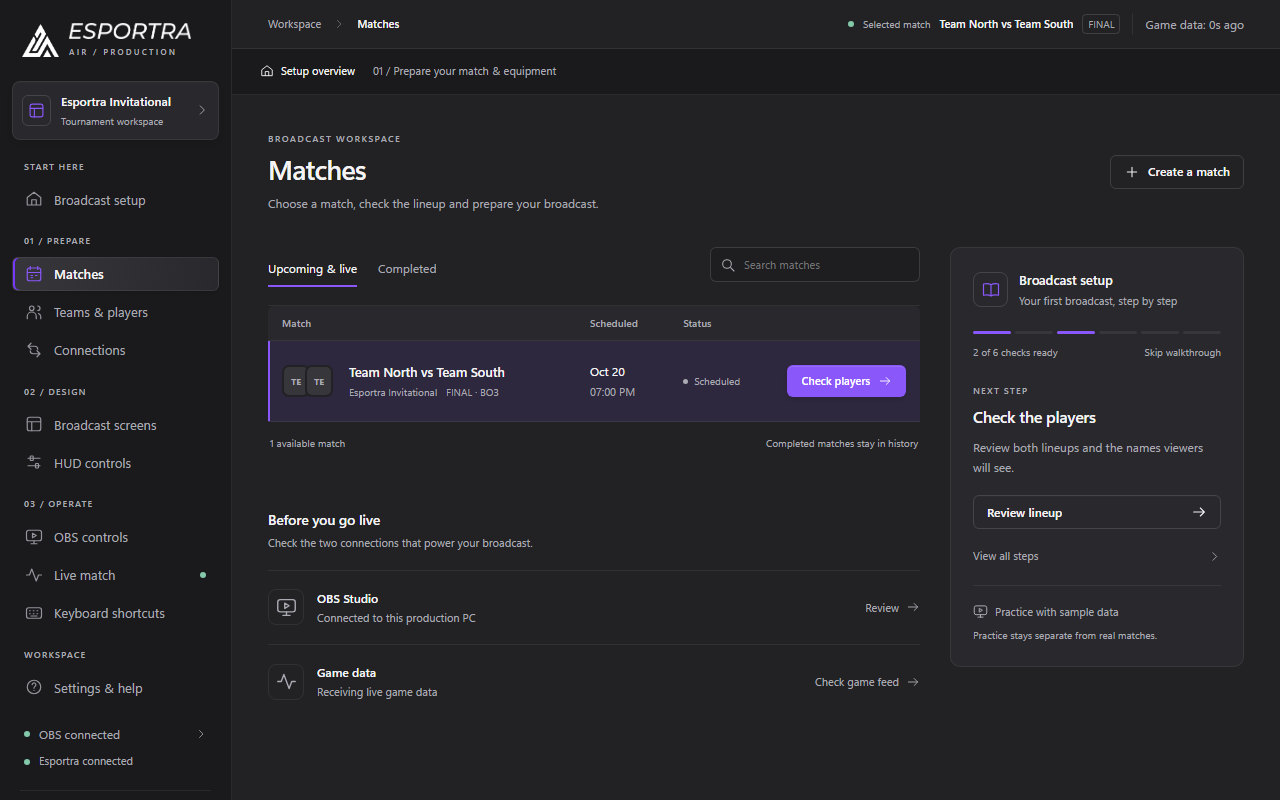 ESPORTRA
AIR / PRODUCTION
Esportra Invitational
Tournament workspace
START HERE
Broadcast setup
01 / PREPARE
Matches
Teams & players
Connections
02 / DESIGN
Broadcast screens
HUD controls
03 / OPERATE
OBS controls
Live match
Keyboard shortcuts
WORKSPACE
Settings & help
OBS connected
Esportra connected
Workspace
Matches
Selected match Team North vs Team South FINAL
Game data: 0s ago
Setup overview
01 / Prepare your match & equipment
BROADCAST WORKSPACE
Matches
Choose a match, check the lineup and prepare your broadcast.
Create a match
Upcoming & live
Completed
Search matches
Match Scheduled Status
TE TE
Team North vs Team South
Esportra Invitational FINAL · BO3
Oct 20
07:00 PM
Scheduled
Check players
1 available match
Completed matches stay in history
Before you go live
Check the two connections that power your broadcast.
OBS Studio
Connected to this production PC
Review
Game data
Receiving live game data
Check game feed
Broadcast setup
Your first broadcast, step by step
2 of 6 checks ready
Skip walkthrough
NEXT STEP
Check the players
Review both lineups and the names viewers
will see.
Review lineup
View all steps
Practice with sample data
Practice stays separate from real matches.